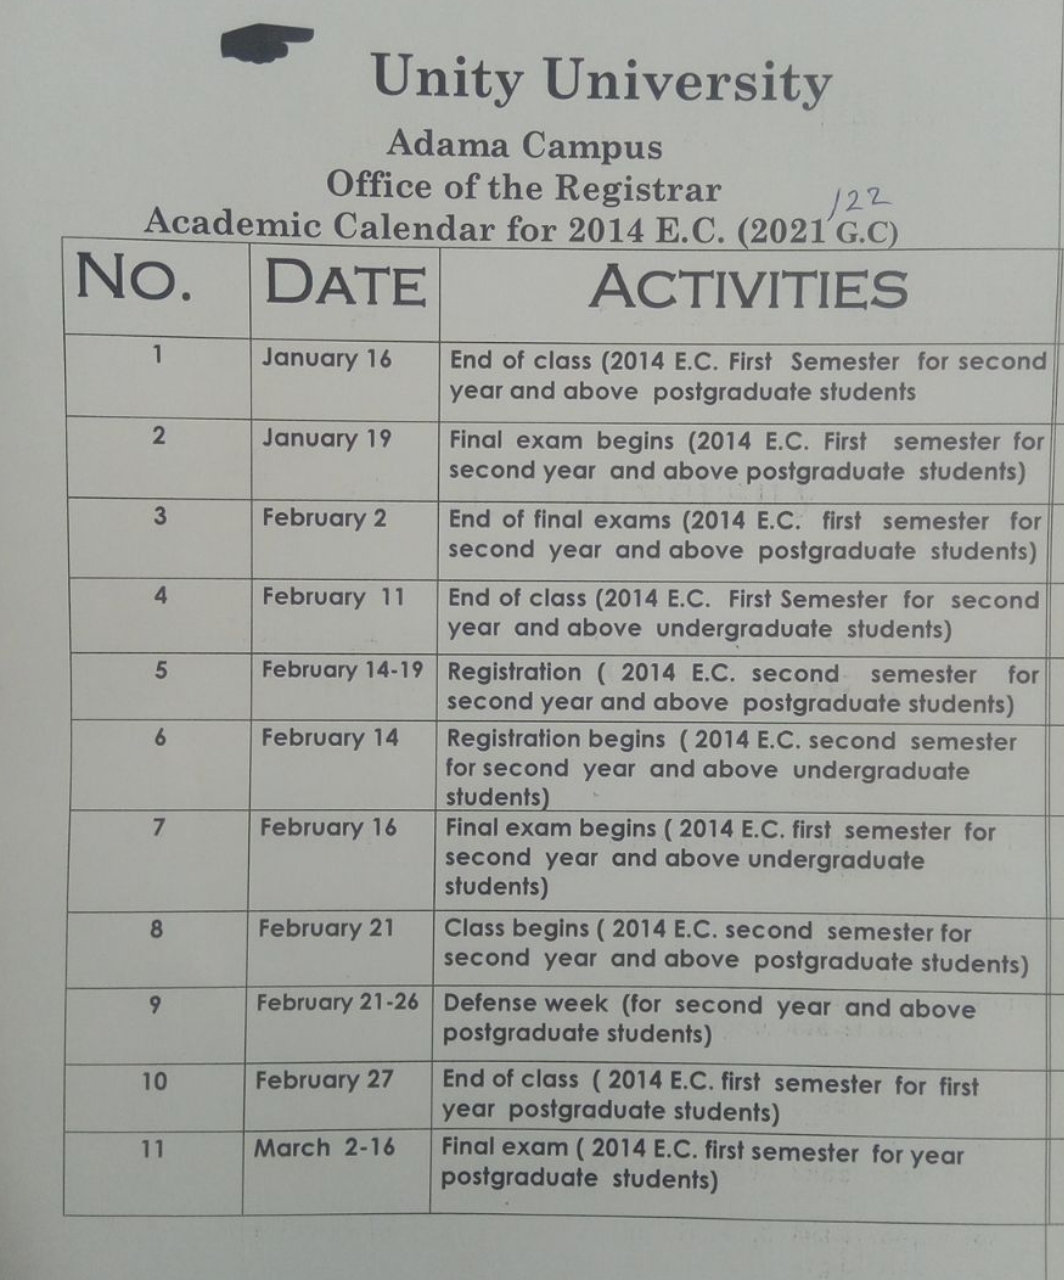 Unity University
Adama Campus
Office of the Registrar
/22
Academic Calendar for 2014 E.C. (2021 G.C)
No. DATE ACTIVITIES
1 January 16 End of class (2014 E.C. First Semester for second
year and above postgraduate students
2 January 19 Final exam begins (2014 E.C. First semester for
second year and above postgraduate students)
3 February 2 End of final exams (2014 E.C. first semester for
second year and above postgraduate students)
4 February 11 End of class (2014 E.C. First Semester for second
year and above undergraduate students)
5 February 14-19 Registration ( 2014 E.C. second semester for
second year and above postgraduate students)
6 February 14 Registration begins ( 2014 E.C. second semester
for second year and above undergraduate
students)
7 February 16 Final exam begins ( 2014 E.C. first semester for
second year and above undergraduate
students)
8 February 21 Class begins ( 2014 E.C. second semester for
second year and above postgraduate students)
9 February 21-26 Defense week (for second year and above
postgraduate students)
10 February 27 End of class ( 2014 E.C. first semester for first
year postgraduate students)
11 March 2-16 Final exam ( 2014 E.C. first semester for year
postgraduate students)